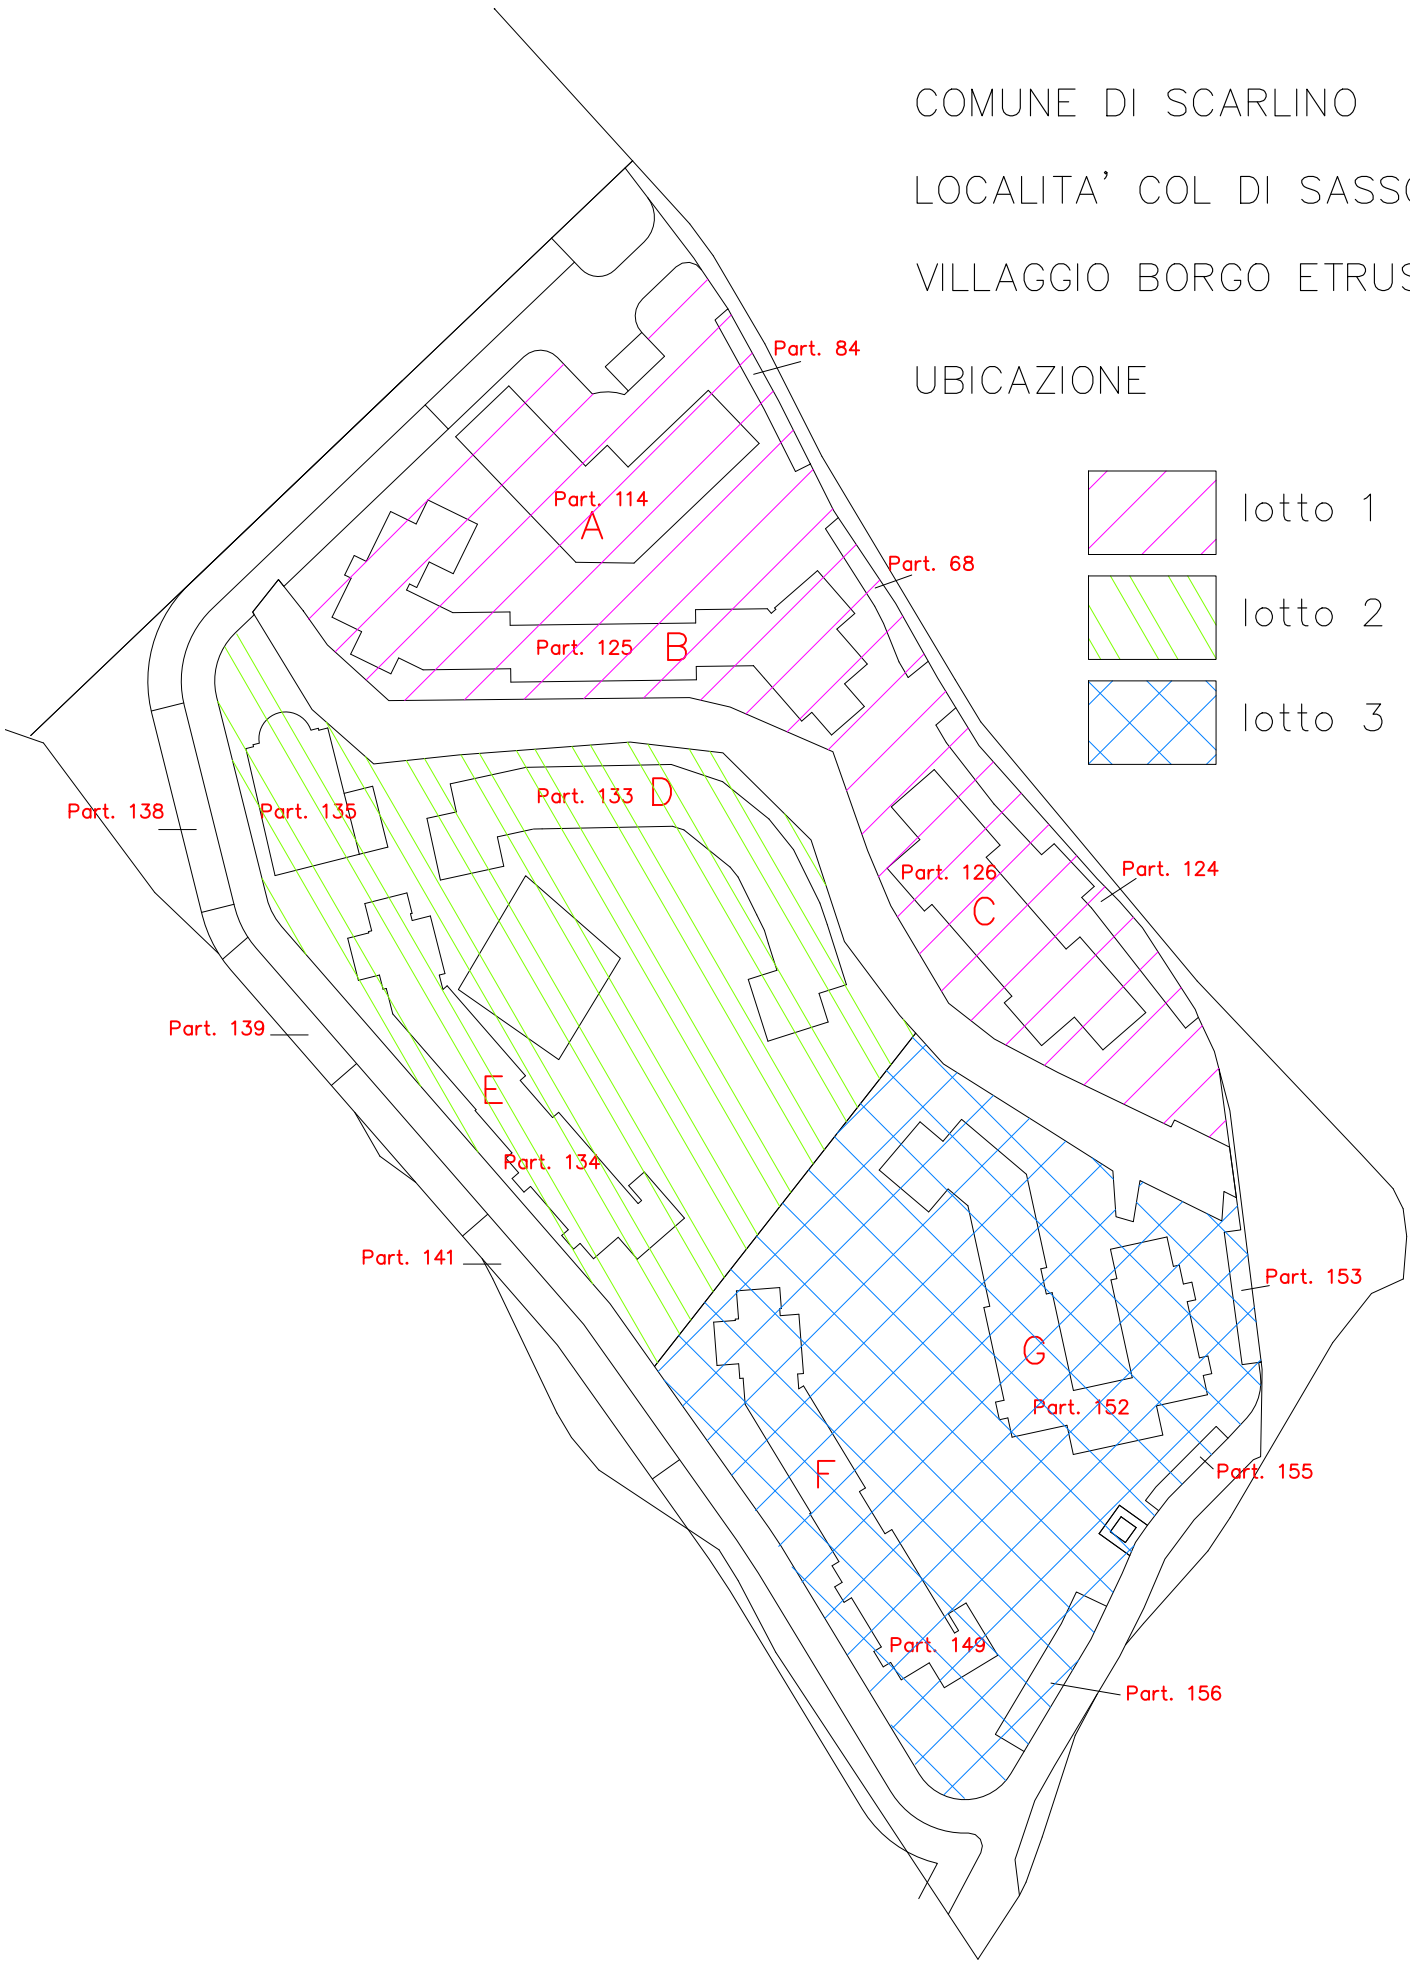 COMUNE DI SCARLINO
LOCALITA' COL DI SASSO
VILLAGGIO BORGO ETRUS
UBICAZIONE
lotto 1
lotto 2
lotto 3
Part. 84
Part. 114
A
Part. 68
Part. 125
B
Part. 133
D
Part. 138
Part. 135
Part. 126
Part. 124
C
Part. 139
E
Part. 134
Part. 141
Part. 153
G
Part. 152
F
Part. 155
Part. 149
Part. 156